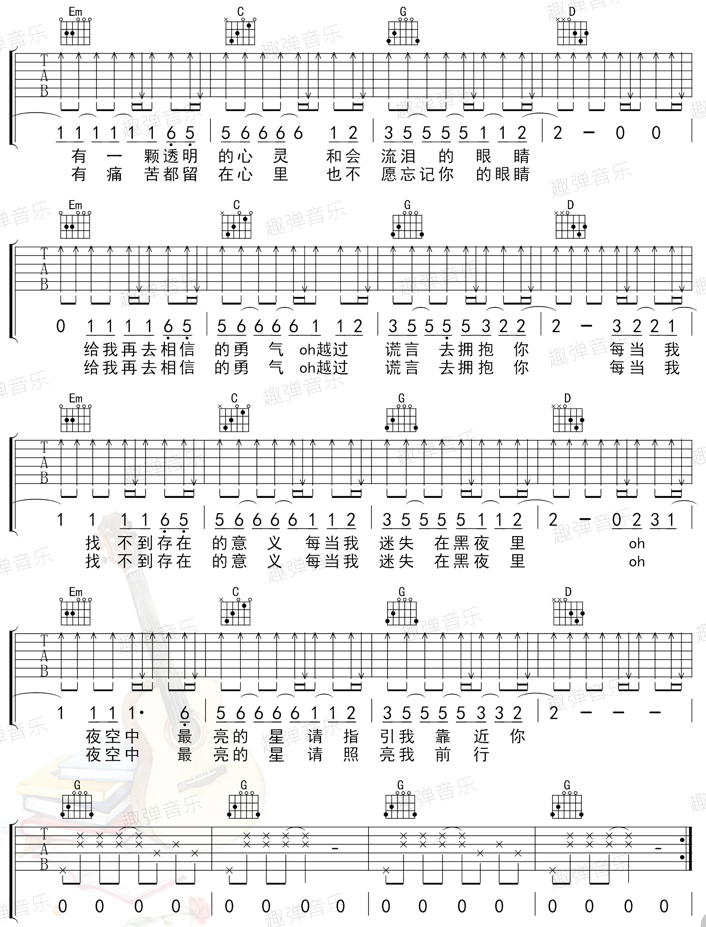 Em C G D
T A B
1 1 1 1 1 1 6 5 | 5 6 6 6 6 1 2 | 3 5 5 5 5 1 1 2 | 2 - 0 0
有 一 颗透明 的心 灵 和会 流泪 的 眼 睛
有 痛 苦都留 在心 里 也不 愿忘记你 的眼睛
Em C G D
T A B
0 1 1 1 1 6 5 | 5 6 6 6 6 1 1 2 | 3 5 5 5 5 3 2 2 | 2 - 3 2 2 1
给我再去相信 的勇 气 oh越过 谎言 去拥抱你 每当 我
给我再去相信 的勇 气 oh越过 谎言 去拥抱你 每当 我
Em C G D
T A B
1 1 1 1 6 5 | 5 6 6 6 6 1 1 2 | 3 5 5 5 5 1 1 2 | 2 - 0 2 3 1
找 不到存在 的意 义 每当我 迷失 在黑夜 里 oh
找 不到存在 的意 义 每当我 迷失 在黑夜 里 oh
Em C G D
T A B
1 1 1 1· 6 | 5 6 6 6 6 1 1 2 | 3 5 5 5 5 3 3 2 | 2 - - -
夜空中 最 亮的 星 请 指 引我 靠 近 你
夜空中 最 亮的 星 请 照 亮我 前 行
G G G G
T A B
0 0 0 0 | 0 0 0 0 | 0 0 0 0 | 0 0 0 0
趣弹音乐